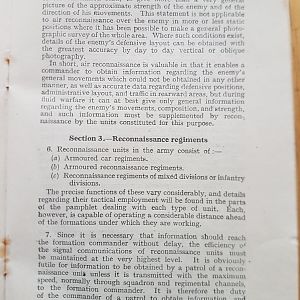 picture of the approximate strength of the enemy and of the
direction of his movements. This statement is not applicable
to air reconnaissance over the enemy in more or less static
positions where it has been possible to make a general photo-
graphic survey of the whole area. Where such conditions exist,
details of the enemy's defensive layout can be obtained with
the greatest accuracy by day to day vertical or oblique
photography.
In short, air reconnaissance is valuable in that it enables a
commander to obtain information regarding the enemy's
general movements which could not be obtained in any other
manner, as well as accurate data regarding defensive positions,
administrative layout, and traffic in rearward areas, but during
fluid warfare it can at best give only general information
regarding the enemy's movements, composition, and strength,
and such information must be supplemented by recon-
naissance by the units constituted for this purpose.
Section 3.—Reconnaissance regiments
6. Reconnaissance units in the army consist of :—
(a) Armoured car regiments.
(b) Armoured reconnaissance regiments.
(c) Reconnaissance regiments of mixed divisions or infantry
divisions.
The precise functions of these vary considerably, and details
regarding their tactical employment will be found in the parts
of the pamphlet dealing with each type of unit. Each,
however, is capable of operating a considerable distance ahead
of the formations under which they are working.
7. Since it is necessary that information should reach
the formation commander without delay, the efficiency of
the signal communications of reconnaissance units must
be maintained at the very highest level. It is obviously
futile for information to be obtained by a patrol of a recon-
naissance unit unless it is transmitted with the maximum
speed, normally through squadron and regimental channels,
to the formation commander. It is therefore the duty
of the commander of a patrol to obtain information and